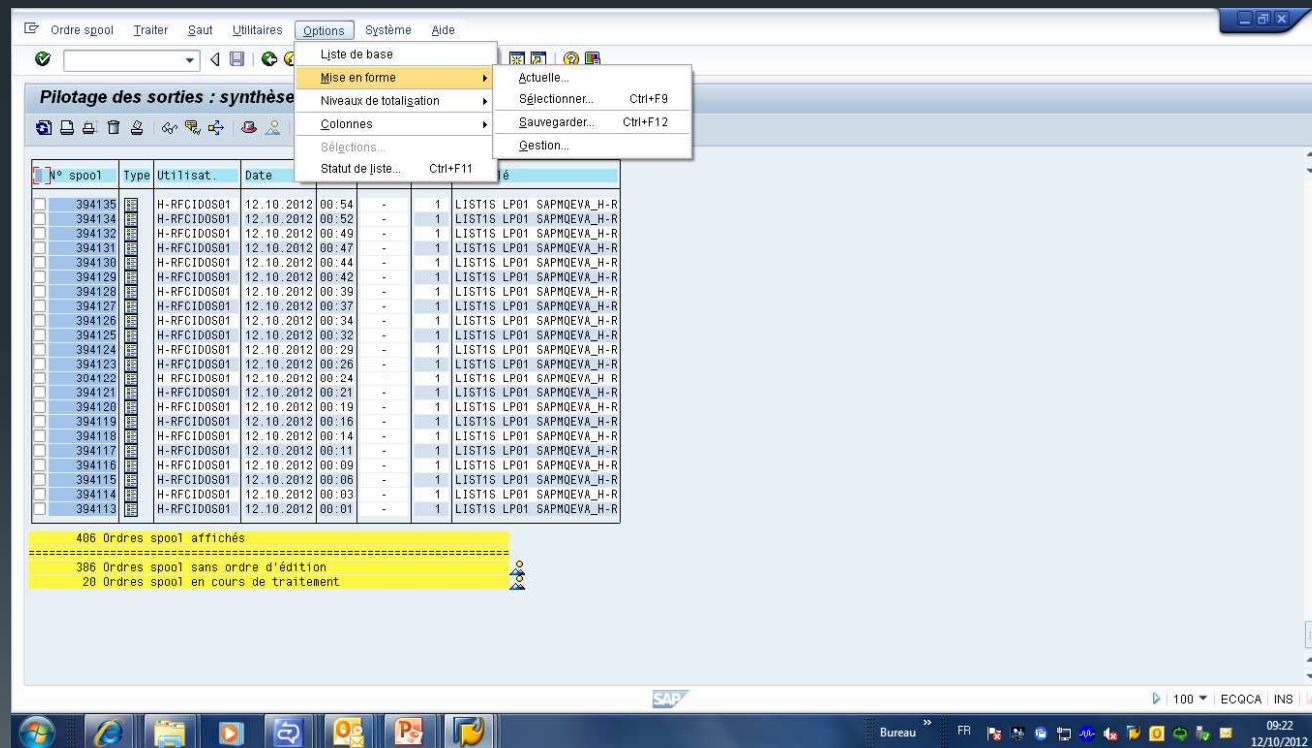 Ordre spool Traiter Saut Utilitaires Options Système Aide
Liste de base
Mise en forme
Niveaux de totalisation
Colonnes
Sélections...
Statut de liste... Ctrl+F11
Actuelle...
Sélectionner... Ctrl+F9
Sauvegarder... Ctrl+F12
Gestion...
Pilotage des sorties : synthèse
N° spool Type Utilisat. Date lé
394135 H-RFCIDOS01 12.10.2012 00:54 - 1 LIST1S LP01 SAPMQEVA_H-R
394134 H-RFCIDOS01 12.10.2012 00:52 - 1 LIST1S LP01 SAPMQEVA_H-R
394132 H-RFCIDOS01 12.10.2012 00:49 - 1 LIST1S LP01 SAPMQEVA_H-R
394131 H-RFCIDOS01 12.10.2012 00:47 - 1 LIST1S LP01 SAPMQEVA_H-R
394130 H-RFCIDOS01 12.10.2012 00:44 - 1 LIST1S LP01 SAPMQEVA_H-R
394129 H-RFCIDOS01 12.10.2012 00:42 - 1 LIST1S LP01 SAPMQEVA_H-R
394128 H-RFCIDOS01 12.10.2012 00:39 - 1 LIST1S LP01 SAPMQEVA_H-R
394127 H-RFCIDOS01 12.10.2012 00:37 - 1 LIST1S LP01 SAPMQEVA_H-R
394126 H-RFCIDOS01 12.10.2012 00:34 - 1 LIST1S LP01 SAPMQEVA_H-R
394125 H-RFCIDOS01 12.10.2012 00:32 - 1 LIST1S LP01 SAPMQEVA_H-R
394124 H-RFCIDOS01 12.10.2012 00:29 - 1 LIST1S LP01 SAPMQEVA_H-R
394123 H-RFCIDOS01 12.10.2012 00:26 - 1 LIST1S LP01 SAPMQEVA_H-R
394122 H-RFCIDOS01 12.10.2012 00:24 - 1 LIST1S LP01 SAPMQEVA_H-R
394121 H-RFCIDOS01 12.10.2012 00:21 - 1 LIST1S LP01 SAPMQEVA_H-R
394120 H-RFCIDOS01 12.10.2012 00:19 - 1 LIST1S LP01 SAPMQEVA_H-R
394119 H-RFCIDOS01 12.10.2012 00:16 - 1 LIST1S LP01 SAPMQEVA_H-R
394118 H-RFCIDOS01 12.10.2012 00:14 - 1 LIST1S LP01 SAPMQEVA_H-R
394117 H-RFCIDOS01 12.10.2012 00:11 - 1 LIST1S LP01 SAPMQEVA_H-R
394116 H-RFCIDOS01 12.10.2012 00:09 - 1 LIST1S LP01 SAPMQEVA_H-R
394115 H-RFCIDOS01 12.10.2012 00:06 - 1 LIST1S LP01 SAPMQEVA_H-R
394114 H-RFCIDOS01 12.10.2012 00:03 - 1 LIST1S LP01 SAPMQEVA_H-R
394113 H-RFCIDOS01 12.10.2012 00:01 - 1 LIST1S LP01 SAPMQEVA_H-R
406 Ordres spool affichés
386 Ordres spool sans ordre d'édition
20 Ordres spool en cours de traitement
SAP
100 ECQCA INS
Bureau » FR 09:22
12/10/2012